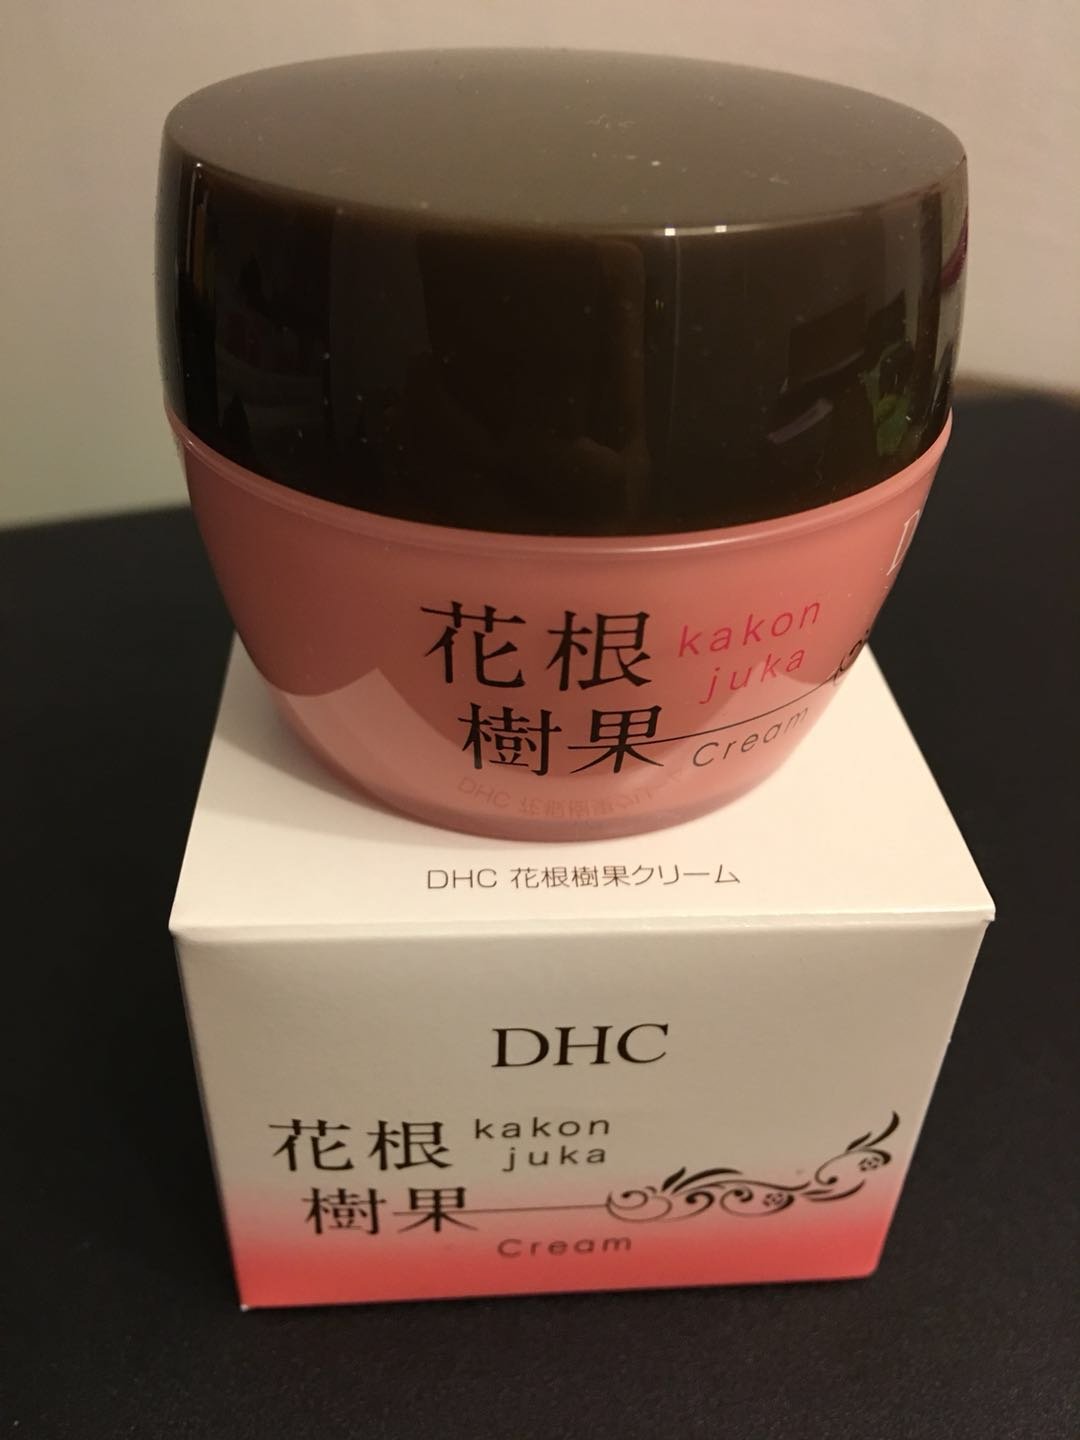 花根 kakon
juka
樹果 Cream
DHC 花根樹果クリーム
DHC
花根 kakon
juka
樹果
Cream